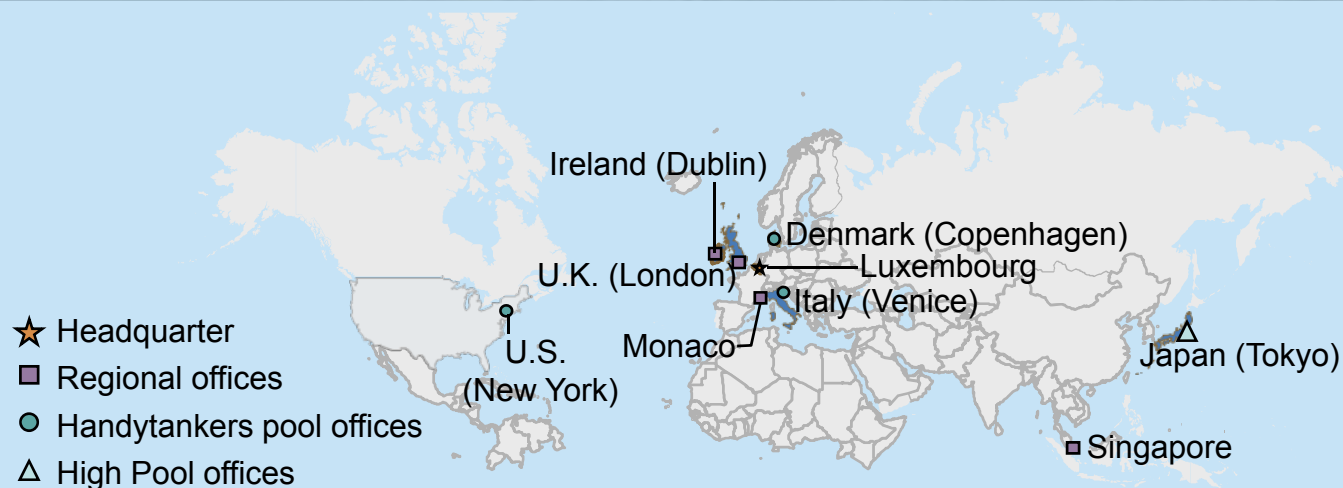 Ireland (Dublin)
Denmark (Copenhagen)
Luxembourg
U.K. (London)
Italy (Venice)
Monaco
U.S.
(New York)
Japan (Tokyo)
Singapore
Headquarter
Regional offices
Handytankers pool offices
High Pool offices